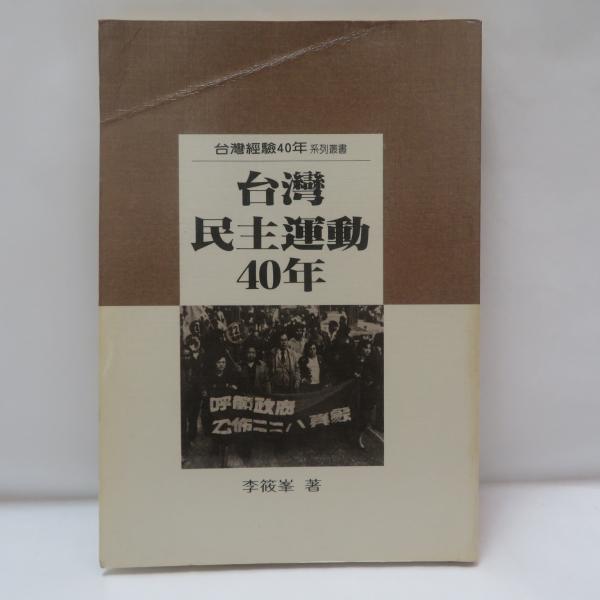 台灣經驗40年系列叢書
台灣
民主運動
40年
呼籲政府
公佈二二八真相
李筱峯 著